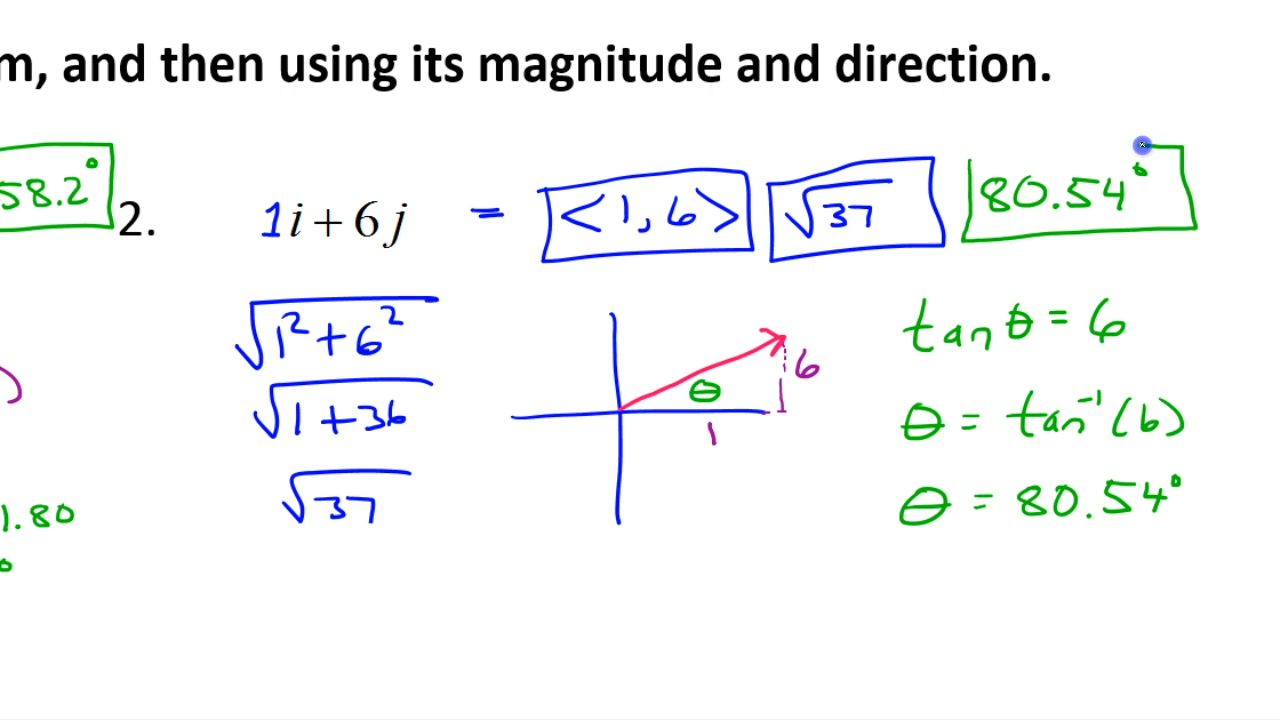 m, and then using its magnitude and direction.
58.2°
2. 1i + 6j = <1, 6> √37 80.54°
√1² + 6²
√1 + 36
√37
θ
6
1
tan θ = 6
θ = tan⁻¹(6)
θ = 80.54°
)
1.80
°